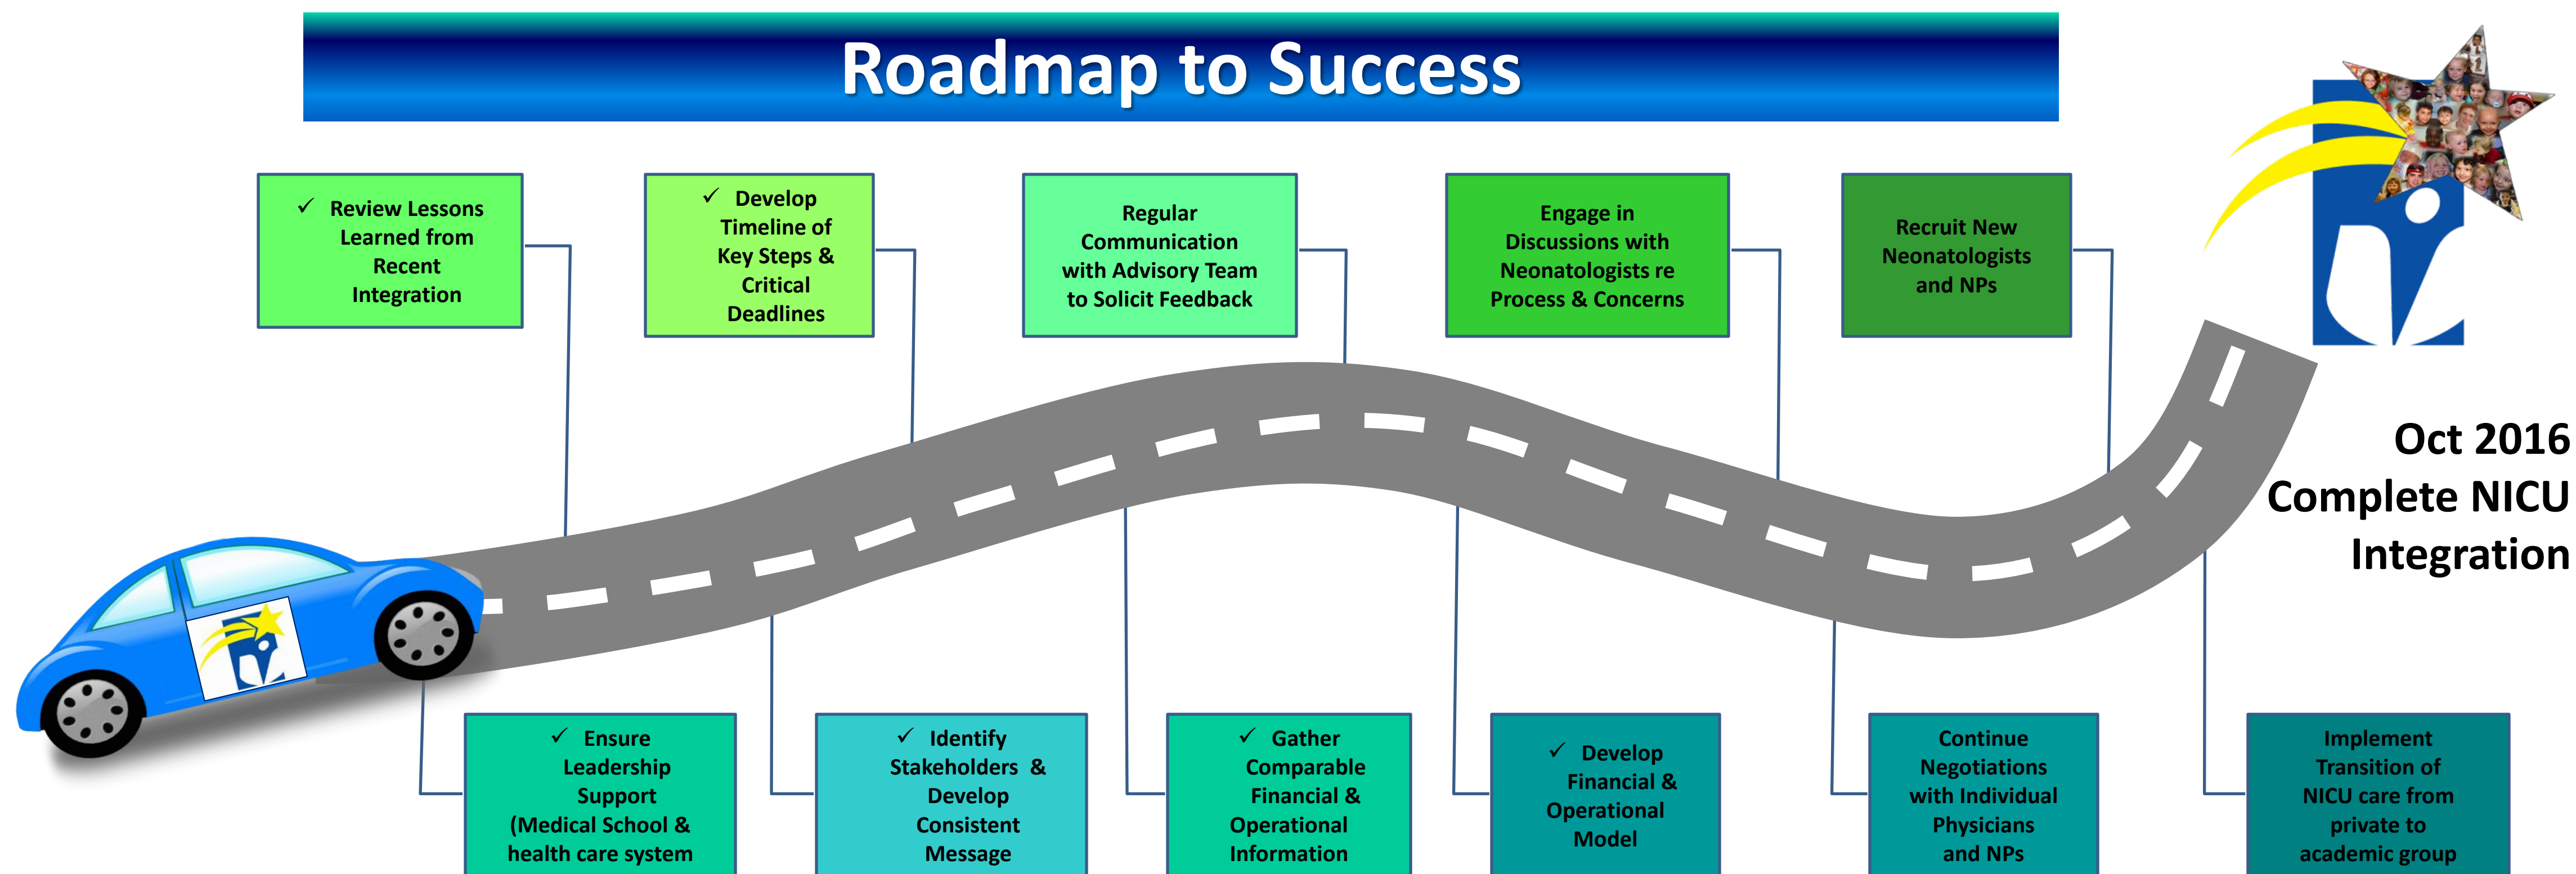 Roadmap to Success
✓ Review Lessons
Learned from
Recent
Integration
✓ Develop
Timeline of
Key Steps &
Critical
Deadlines
Regular
Communication
with Advisory Team
to Solicit Feedback
Engage in
Discussions with
Neonatologists re
Process & Concerns
Recruit New
Neonatologists
and NPs
Oct 2016
Complete NICU
Integration
✓ Ensure
Leadership
Support
(Medical School &
health care system
✓ Identify
Stakeholders &
Develop
Consistent
Message
✓ Gather
Comparable
Financial &
Operational
Information
✓ Develop
Financial &
Operational
Model
Continue
Negotiations
with Individual
Physicians
and NPs
Implement
Transition of
NICU care from
private to
academic group